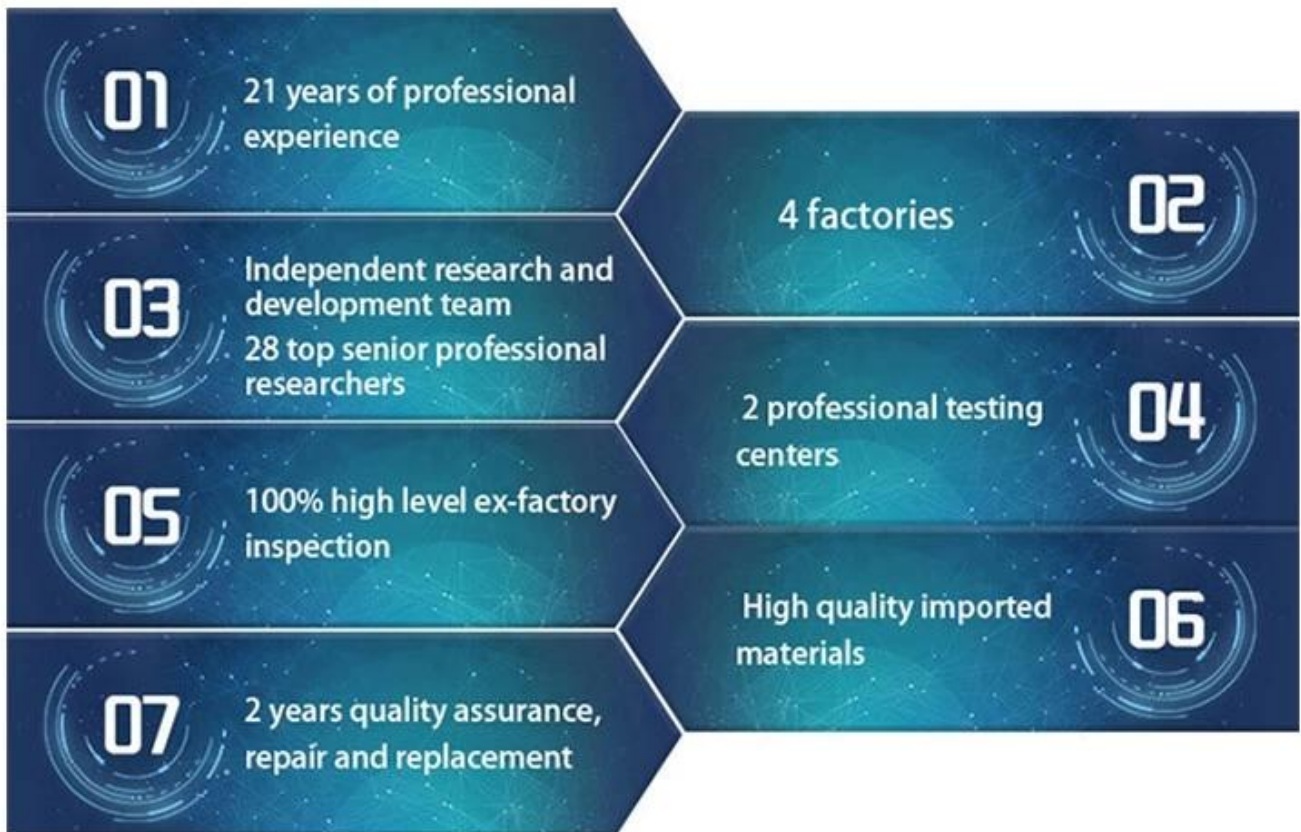 01
21 years of professional
experience
02
4 factories
03
Independent research and
development team
28 top senior professional
researchers
04
2 professional testing
centers
05
100% high level ex-factory
inspection
06
High quality imported
materials
07
2 years quality assurance,
repair and replacement